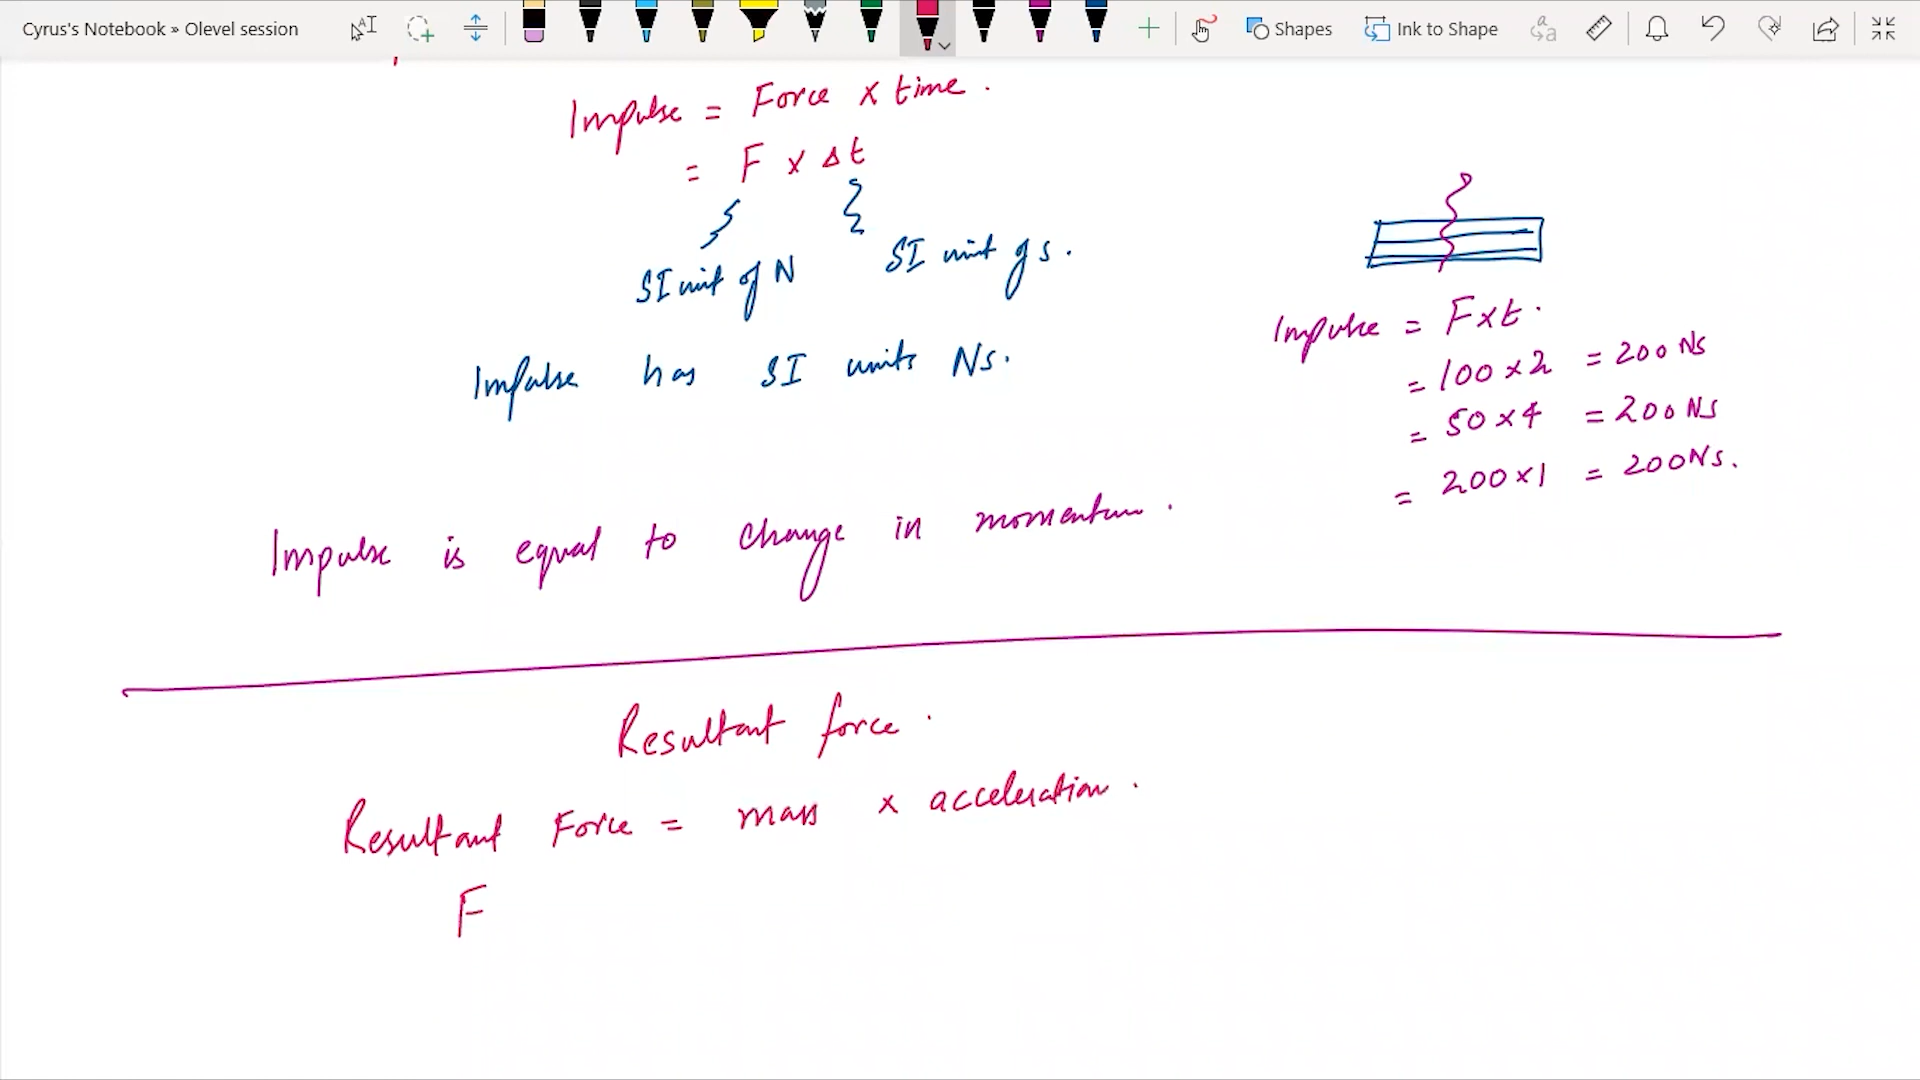 Cyrus's Notebook » Olevel session
Shapes
Ink to Shape
Impulse = Force x time.
= F x Δt
SI unit of N
SI unit of s.
Impulse has SI units Ns.
Impulse = F x t.
= 100 x 2 = 200 Ns
= 50 x 4 = 200 Ns
= 200 x 1 = 200 Ns.
Impulse is equal to change in momentum.
Resultant force.
Resultant Force = mass x acceleration.
F